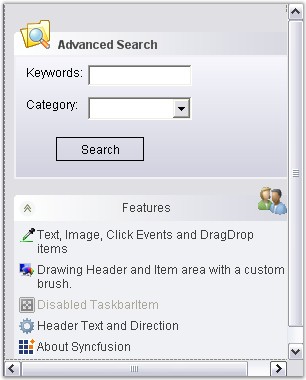 Advanced Search
Keywords:
Category:
Search
Features
Text, Image, Click Events and DragDrop
items
Drawing Header and Item area with a custom
brush.
Disabled TaskbarItem
Header Text and Direction
About Syncfusion